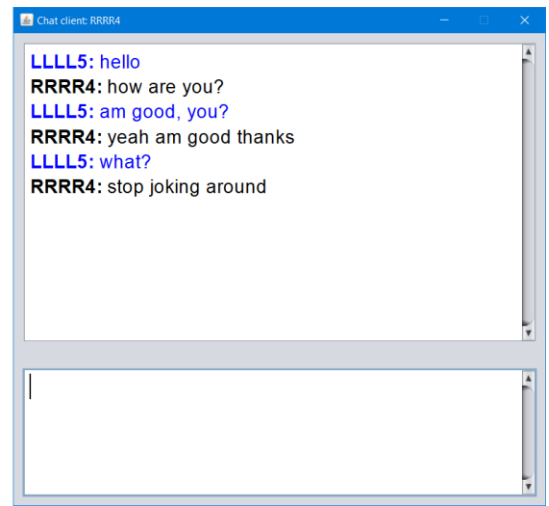 Chat client: RRRR4
LLLL5: hello
RRRR4: how are you?
LLLL5: am good, you?
RRRR4: yeah am good thanks
LLLL5: what?
RRRR4: stop joking around